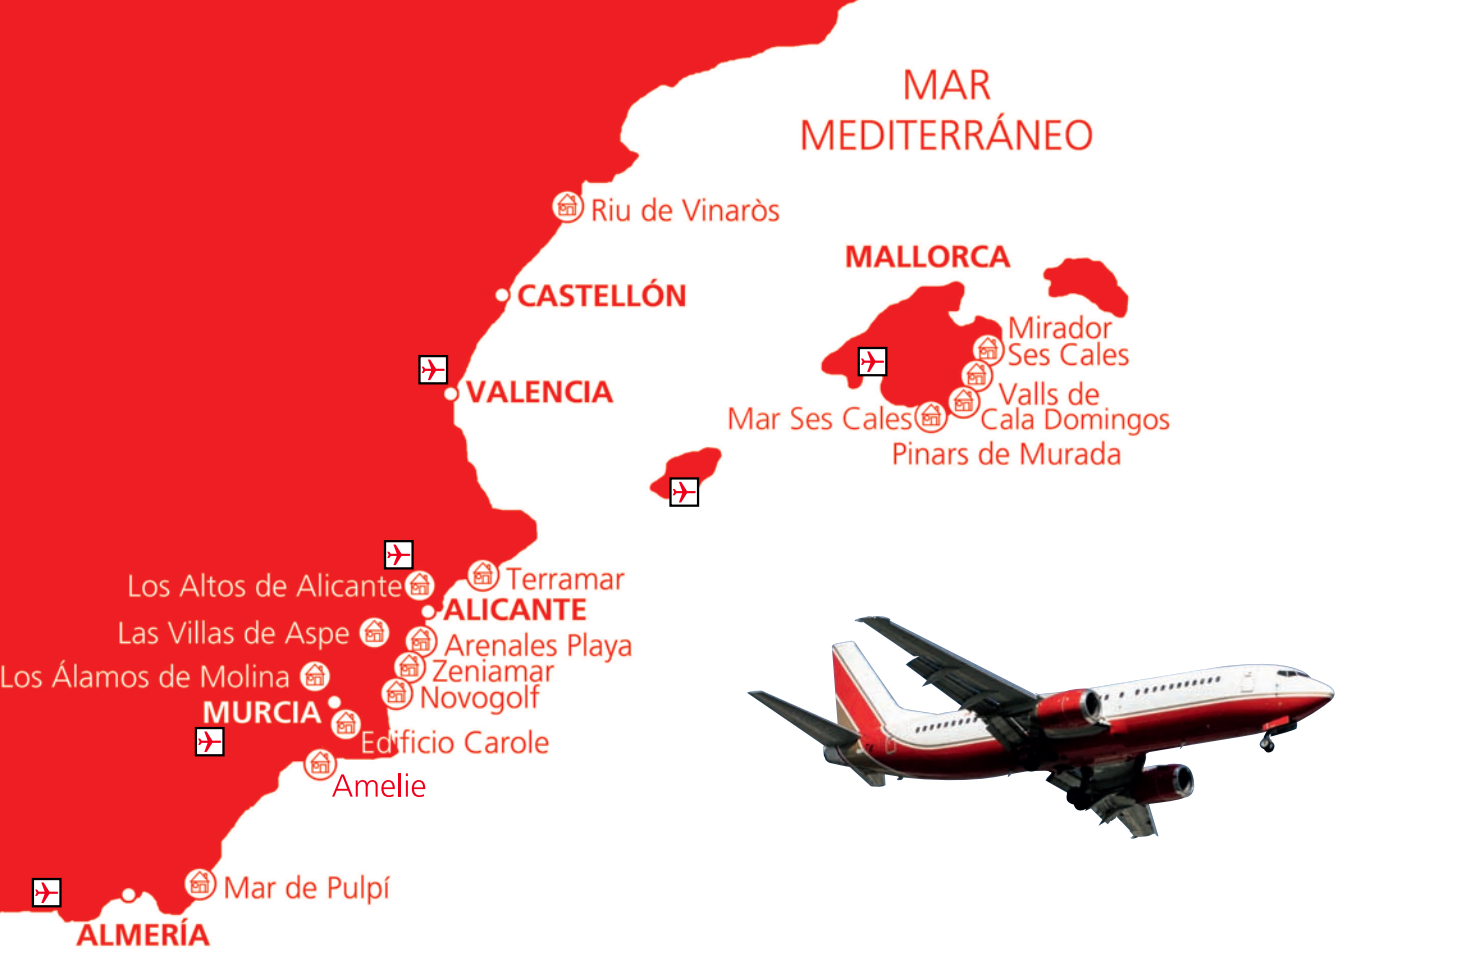 MAR
MEDITERRÁNEO
Riu de Vinaròs
MALLORCA
CASTELLÓN
Mirador
Ses Cales
VALENCIA
Valls de
Cala Domingos
Mar Ses Cales
Pinars de Murada
Los Altos de Alicante
Terramar
ALICANTE
Las Villas de Aspe
Arenales Playa
Zeniamar
Los Álamos de Molina
Novogolf
MURCIA
Edificio Carole
Amelie
Mar de Pulpí
ALMERÍA